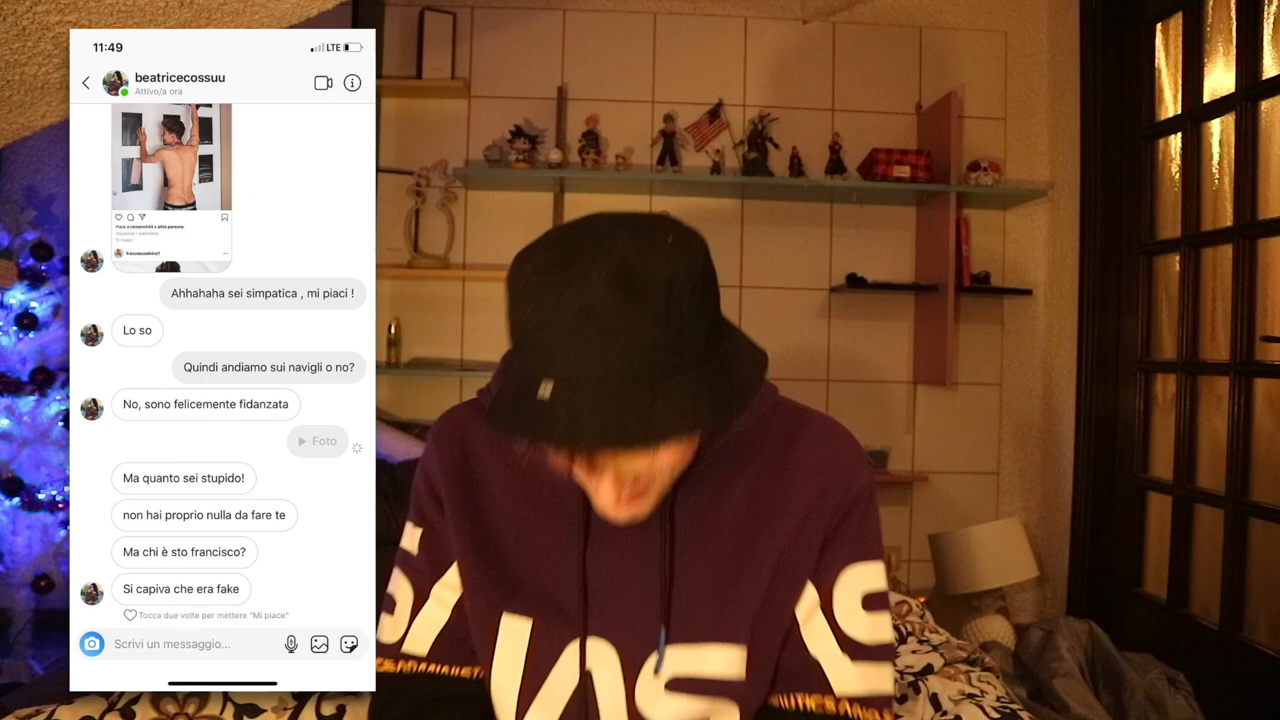 11:49
LTE
beatricecossuu
Attivo/a ora
Ahhahaha sei simpatica , mi piaci !
Lo so
Quindi andiamo sui navigli o no?
No, sono felicemente fidanzata
Foto
Ma quanto sei stupido!
non hai proprio nulla da fare te
Ma chi è sto francisco?
Si capiva che era fake
Tocca due volte per mettere "Mi piace"
Scrivi un messaggio...